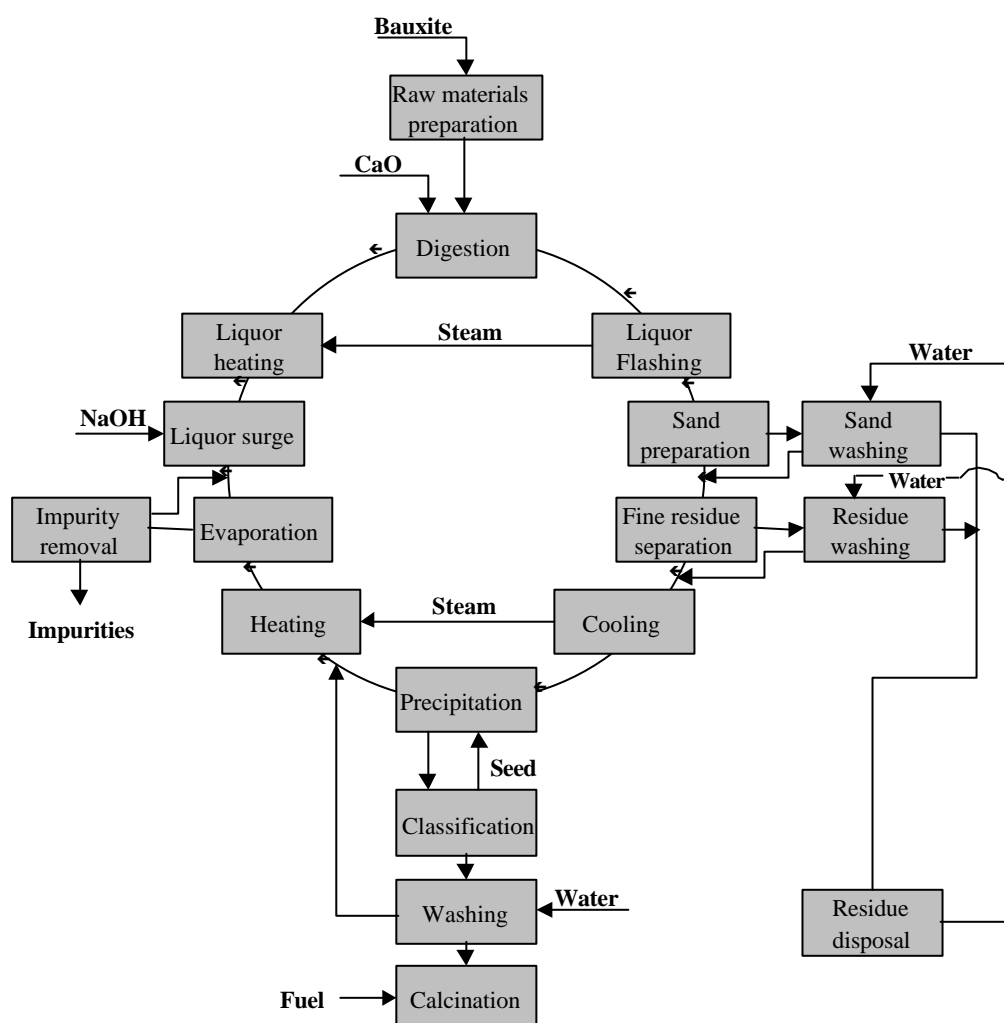 Bauxite
Raw materials
preparation
CaO
Digestion
Liquor
heating
Steam
Liquor
Flashing
Water
NaOH
Liquor surge
Sand
preparation
Sand
washing
Water
Impurity
removal
Evaporation
Fine residue
separation
Residue
washing
Impurities
Heating
Steam
Cooling
Precipitation
Seed
Classification
Washing
Water
Residue
disposal
Fuel
Calcination